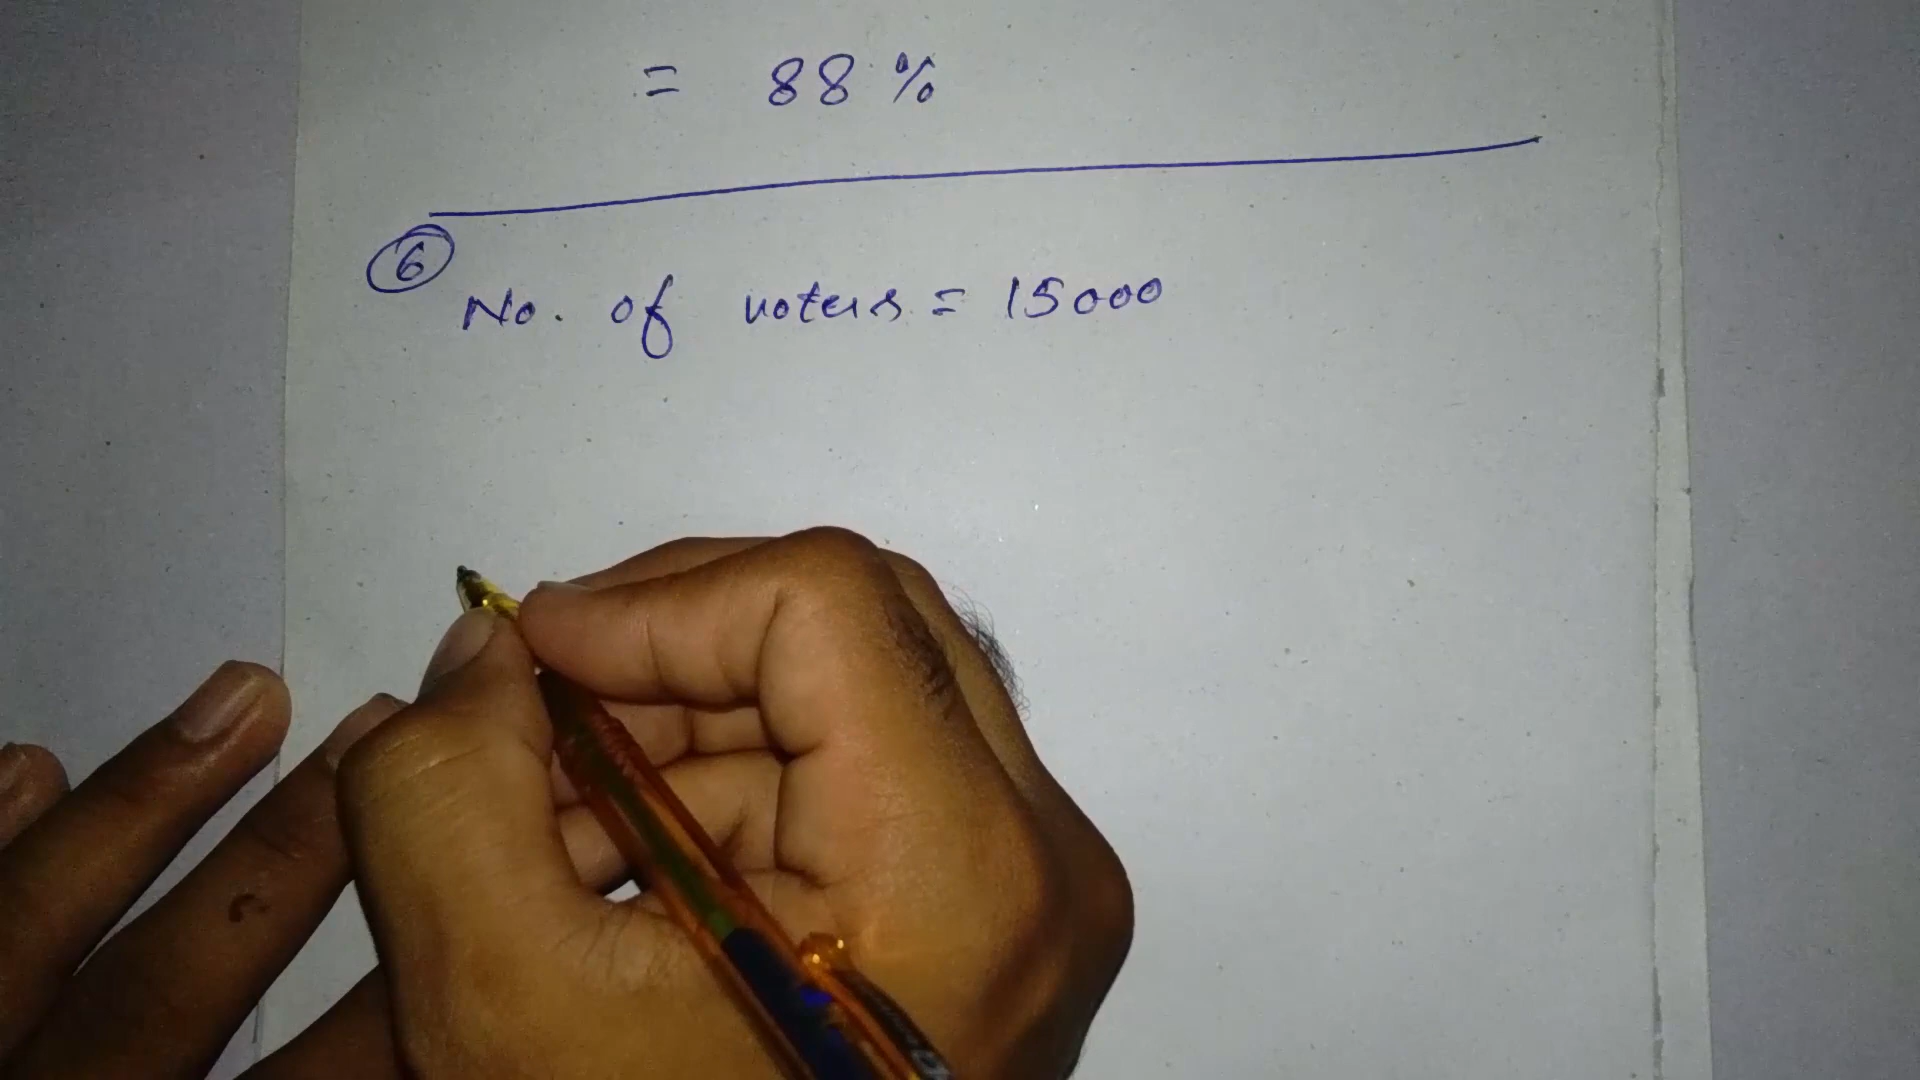 = 88 %
6
No. of voters = 15000